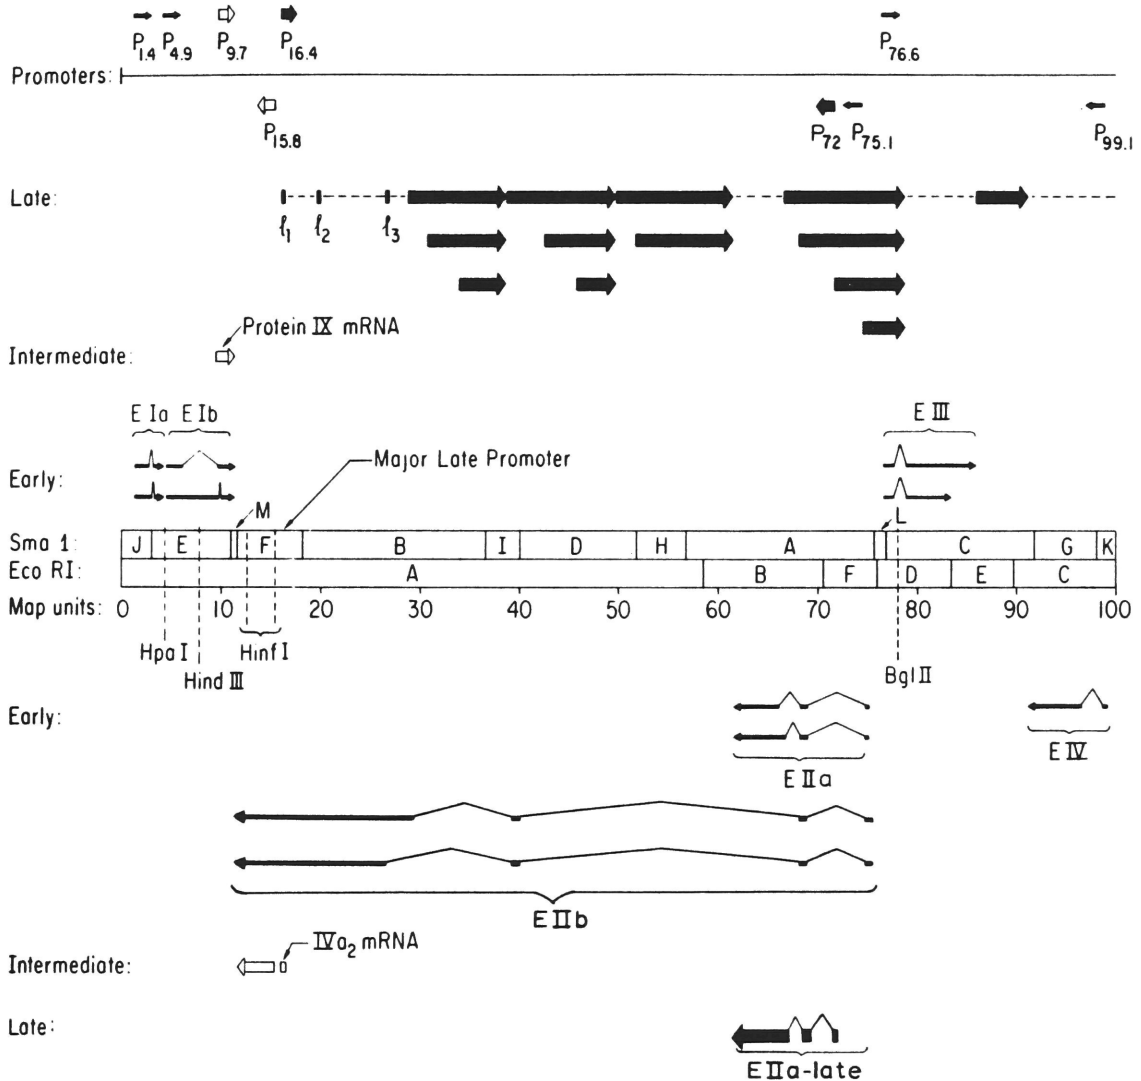 P1.4 P4.9 P9.7 P16.4 P76.6
Promoters:
P15.8 P72 P75.1 P99.1
Late:
ℓ1 ℓ2 ℓ3
Protein IX mRNA
Intermediate:
E Ia E Ib E III
Major Late Promoter
Early:
M L
Sma 1: J E F B I D H A C G K
Eco RI: A B F D E C
Map units: 0 10 20 30 40 50 60 70 80 90 100
Hpa I Hinf I
Hind III Bgl II
Early:
E IIa E IV
E IIb
IVa2 mRNA
Intermediate:
Late:
E IIa-late